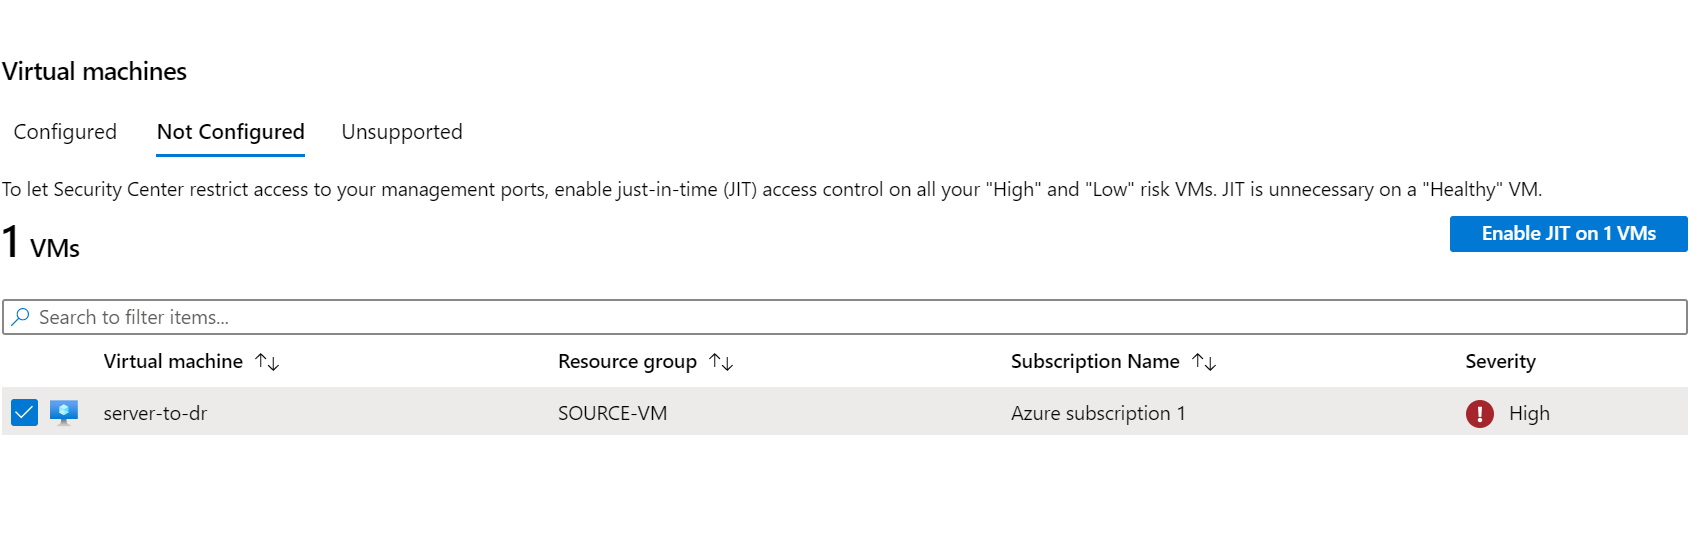 Virtual machines
Configured Not Configured Unsupported
To let Security Center restrict access to your management ports, enable just-in-time (JIT) access control on all your "High" and "Low" risk VMs. JIT is unnecessary on a "Healthy" VM.
1 VMs Enable JIT on 1 VMs
Search to filter items...
Virtual machine Resource group Subscription Name Severity
server-to-dr SOURCE-VM Azure subscription 1 High